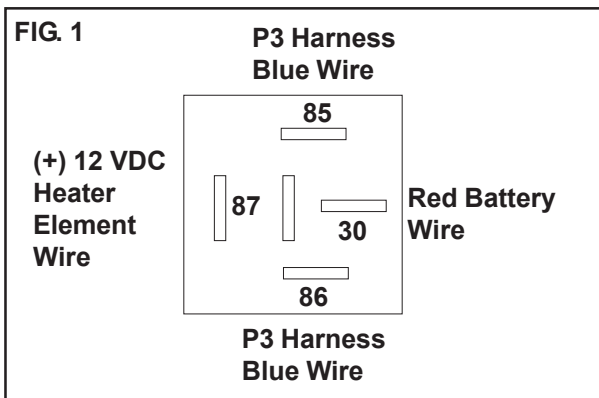 FIG. 1
P3 Harness
Blue Wire
85
(+) 12 VDC
Heater
Element
Wire
87
30
Red Battery
Wire
86
P3 Harness
Blue Wire